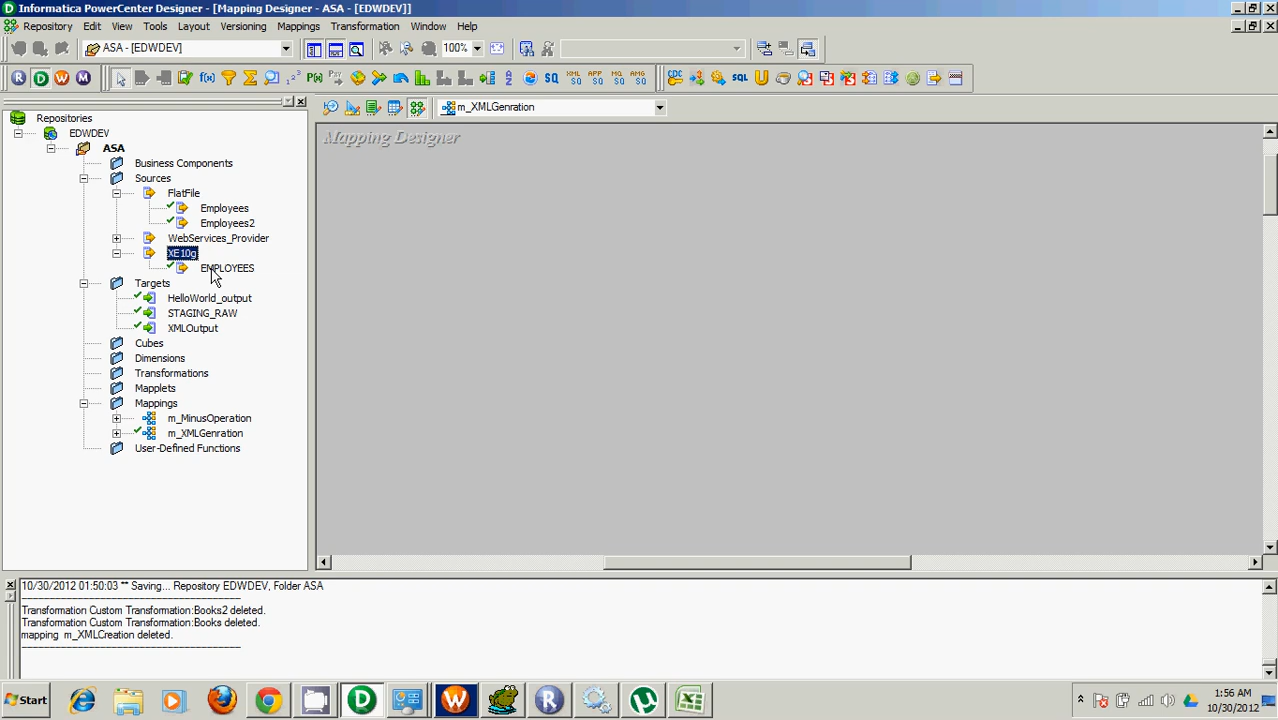 Informatica PowerCenter Designer - [Mapping Designer - ASA - [EDWDEV]]
Repository Edit View Tools Layout Versioning Mappings Transformation Window Help
ASA - [EDWDEV]
100%
m_XMLGenration
Mapping Designer
Repositories
EDWDEV
ASA
Business Components
Sources
FlatFile
Employees
Employees2
WebServices_Provider
XE10g
EMPLOYEES
Targets
HelloWorld_output
STAGING_RAW
XMLOutput
Cubes
Dimensions
Transformations
Mapplets
Mappings
m_MinusOperation
m_XMLGenration
User-Defined Functions
10/30/2012 01:50:03 ** Saving... Repository EDWDEV, Folder ASA
----------------------------------------
Transformation Custom Transformation:Books2 deleted.
Transformation Custom Transformation:Books deleted.
mapping m_XMLCreation deleted.
----------------------------------------
Start
1:56 AM
10/30/2012